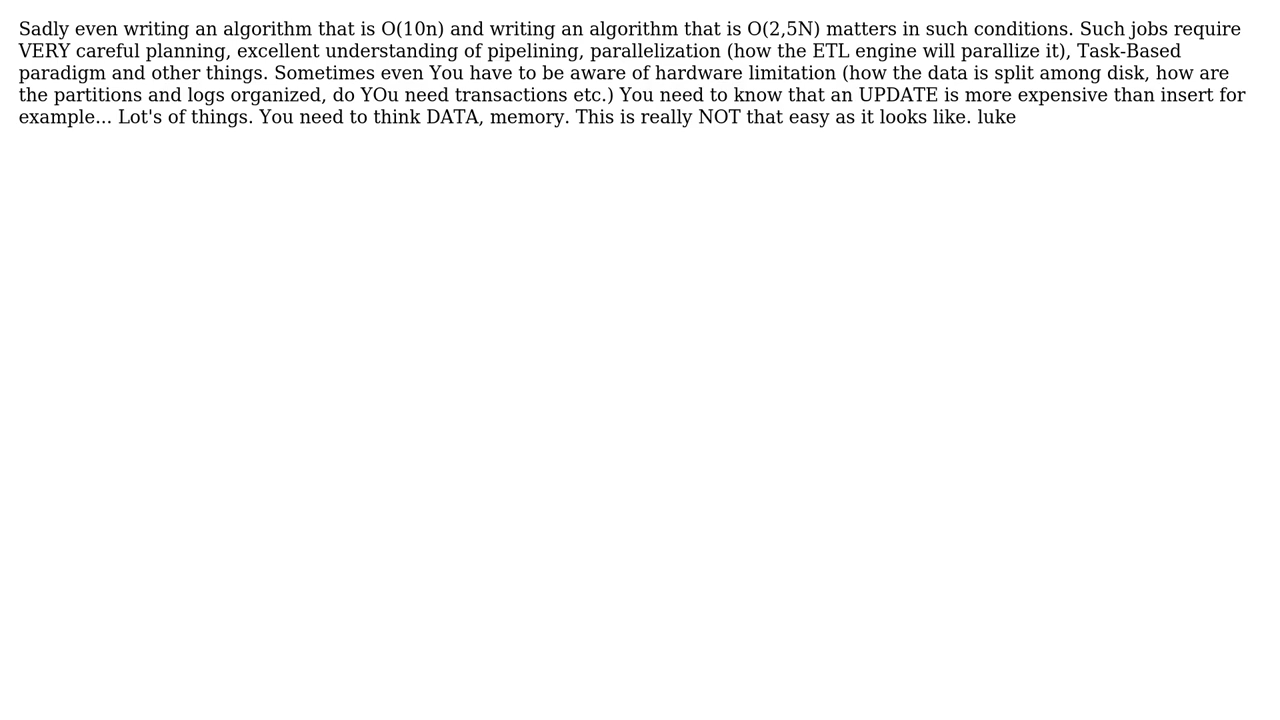 Sadly even writing an algorithm that is O(10n) and writing an algorithm that is O(2,5N) matters in such conditions. Such jobs require
VERY careful planning, excellent understanding of pipelining, parallelization (how the ETL engine will parallize it), Task-Based
paradigm and other things. Sometimes even You have to be aware of hardware limitation (how the data is split among disk, how are
the partitions and logs organized, do YOu need transactions etc.) You need to know that an UPDATE is more expensive than insert for
example... Lot's of things. You need to think DATA, memory. This is really NOT that easy as it looks like. luke